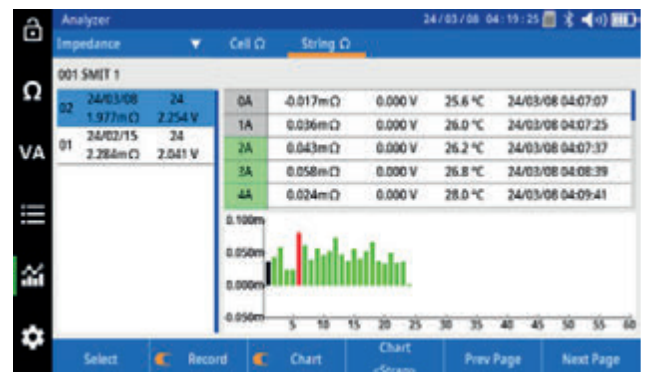 Analyzer 24/03/08 04:19:25
Impedance ▼ Cell Ω String Ω
001 SMIT 1
Ω
VA
02 24/03/08 24
1.977mΩ 2.254 V
01 24/02/15 24
2.284mΩ 2.041 V
0A -0.017mΩ 0.000 V 25.6 ℃ 24/03/08 04:07:07
1A 0.036mΩ 0.000 V 26.0 ℃ 24/03/08 04:07:25
2A 0.043mΩ 0.000 V 26.2 ℃ 24/03/08 04:07:37
3A 0.058mΩ 0.000 V 26.8 ℃ 24/03/08 04:08:39
4A 0.024mΩ 0.000 V 28.0 ℃ 24/03/08 04:09:41
0.100m
0.050m
0.000m
-0.050m
5 10 15 20 25 30 35 40 45 50 55 60
Select Record Chart Chart Prev Page Next Page